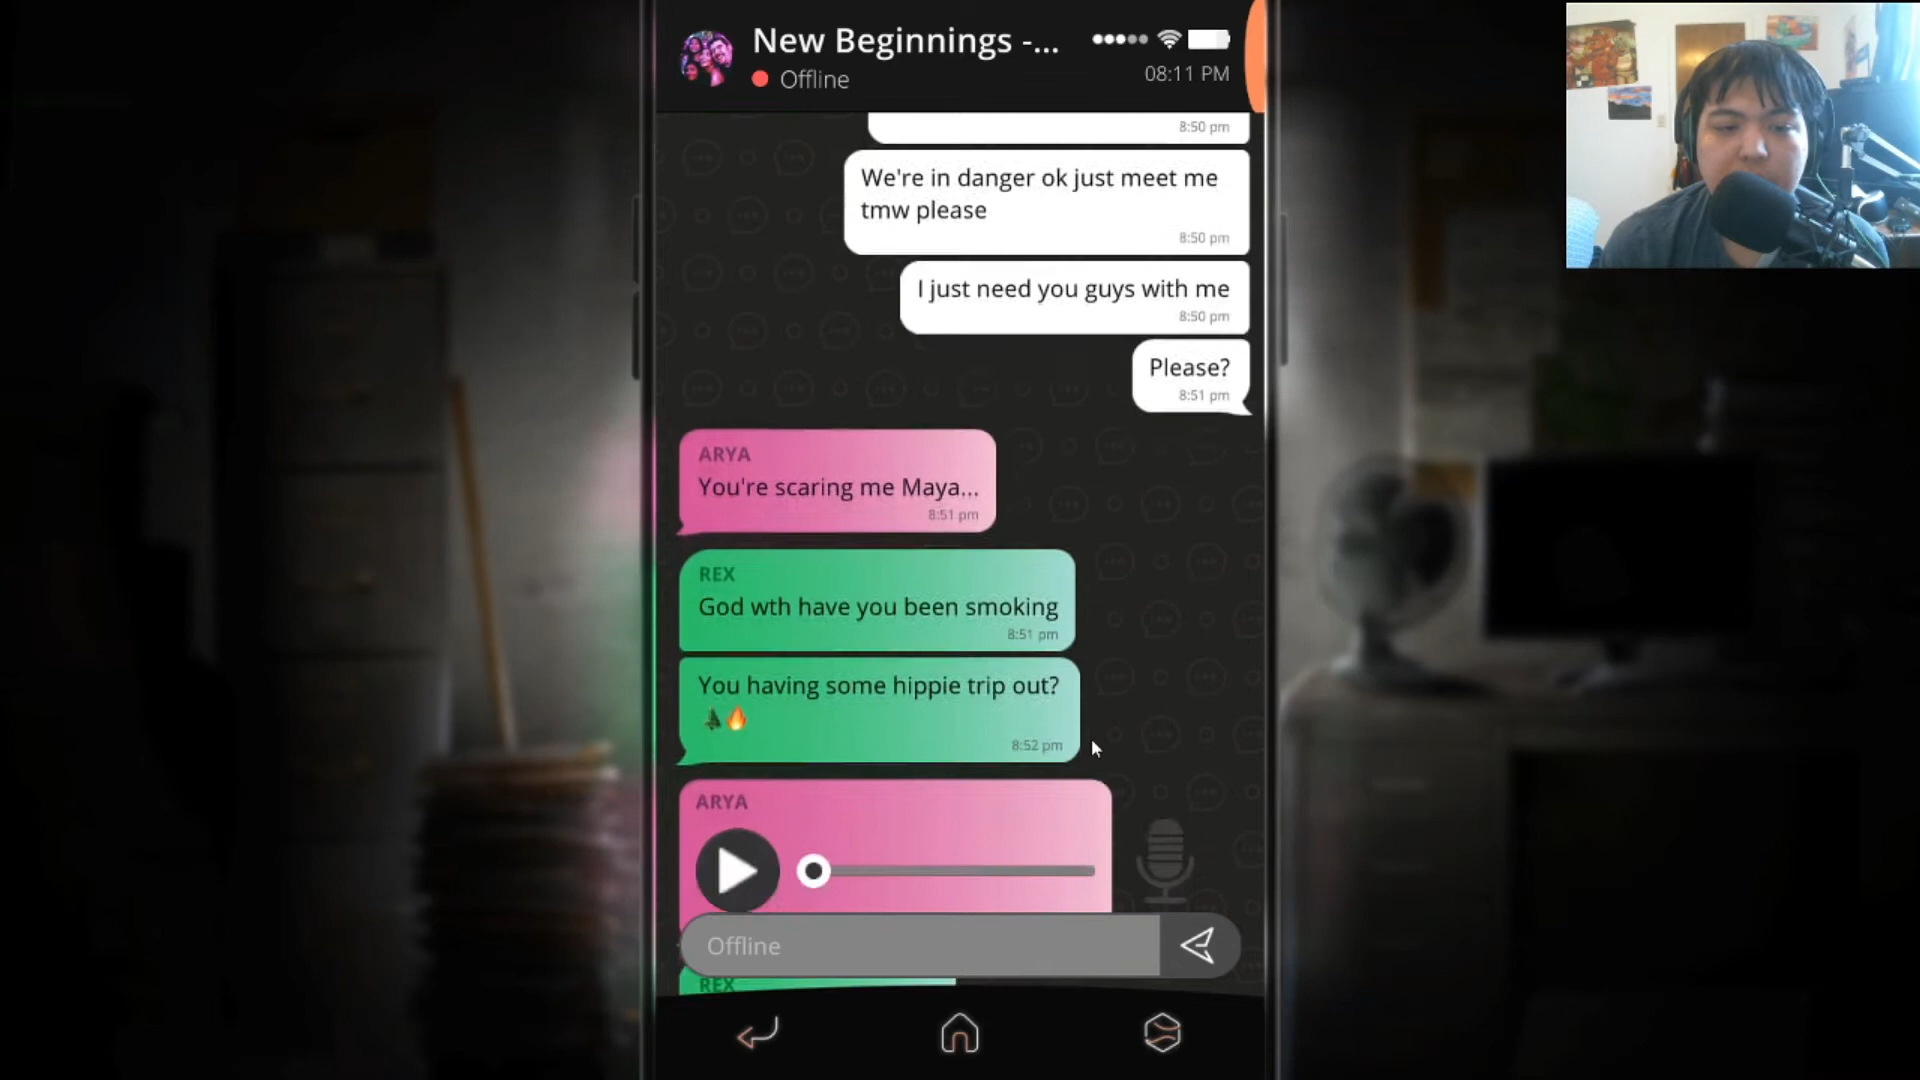 New Beginnings -...
Offline
08:11 PM
8:50 pm
We're in danger ok just meet me
tmw please
8:50 pm
I just need you guys with me
8:50 pm
Please?
8:51 pm
ARYA
You're scaring me Maya...
8:51 pm
REX
God wth have you been smoking
8:51 pm
You having some hippie trip out?
🌲🔥
8:52 pm
ARYA
Offline
REX